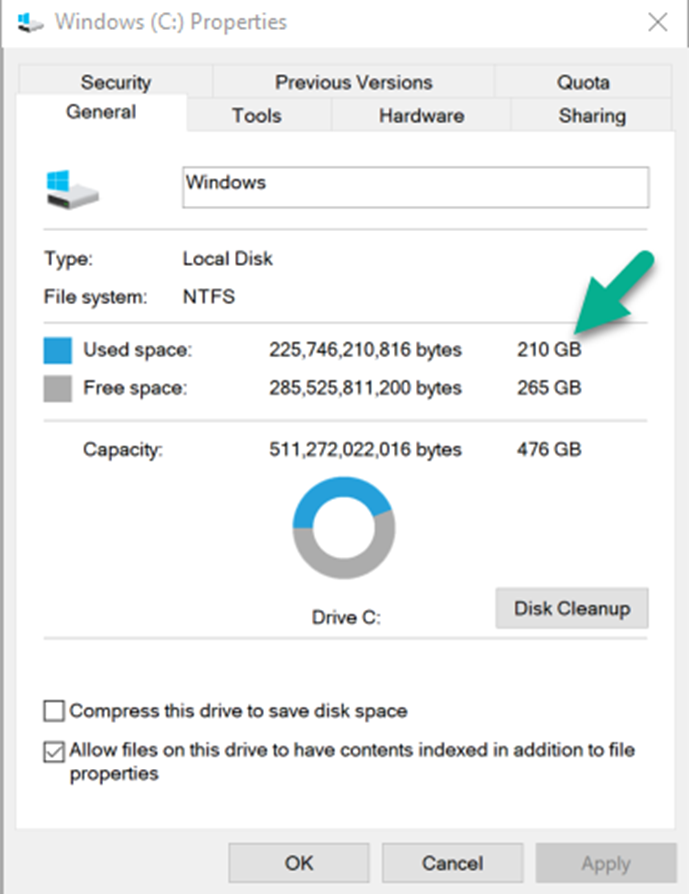 Windows (C:) Properties
Security Previous Versions Quota
General Tools Hardware Sharing
Windows
Type: Local Disk
File system: NTFS
Used space: 225,746,210,816 bytes 210 GB
Free space: 285,525,811,200 bytes 265 GB
Capacity: 511,272,022,016 bytes 476 GB
Drive C:
Disk Cleanup
Compress this drive to save disk space
Allow files on this drive to have contents indexed in addition to file
properties
OK Cancel Apply